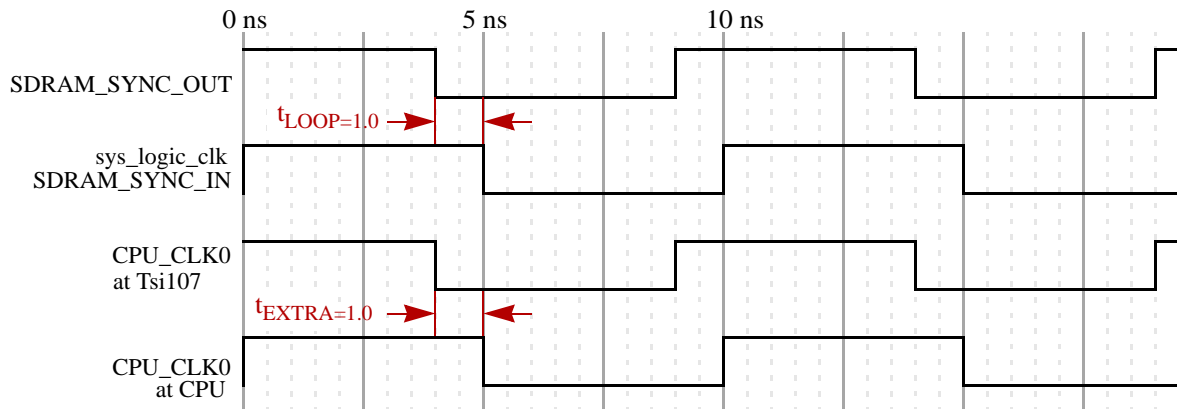 0 ns 5 ns 10 ns
SDRAM_SYNC_OUT
tLOOP=1.0
sys_logic_clk
SDRAM_SYNC_IN
CPU_CLK0
at Tsi107
tEXTRA=1.0
CPU_CLK0
at CPU